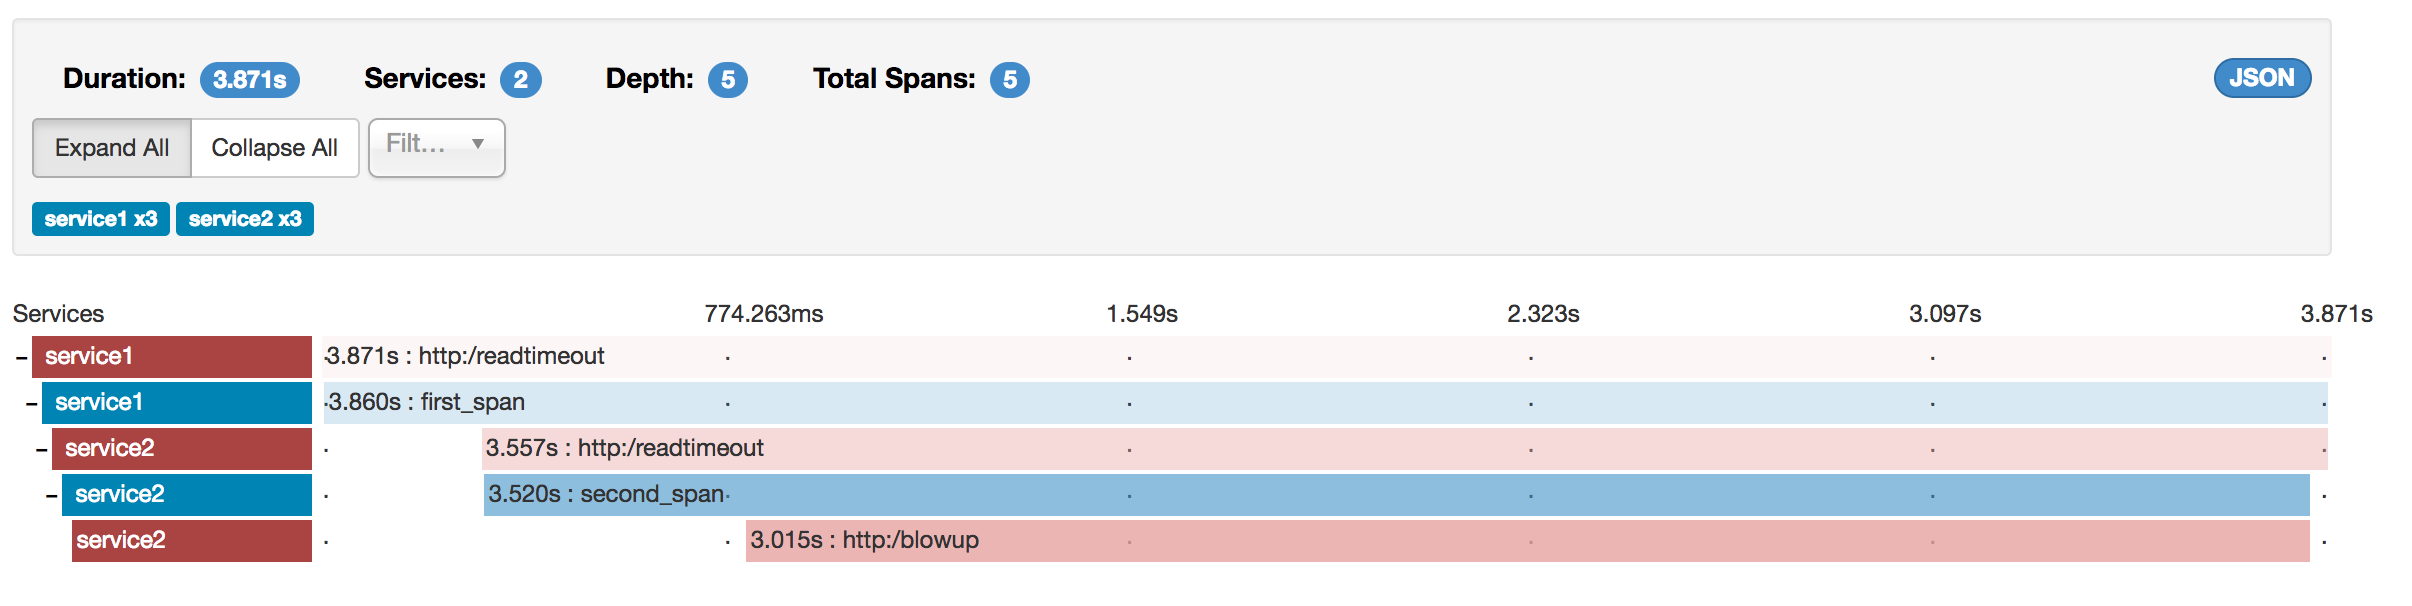 Duration: 3.871s Services: 2 Depth: 5 Total Spans: 5 JSON
Expand All Collapse All Filt... ▼
service1 x3 service2 x3
Services 774.263ms 1.549s 2.323s 3.097s 3.871s
– service1 3.871s : http:/readtimeout
– service1 3.860s : first_span
– service2 3.557s : http:/readtimeout
– service2 3.520s : second_span
service2 3.015s : http:/blowup